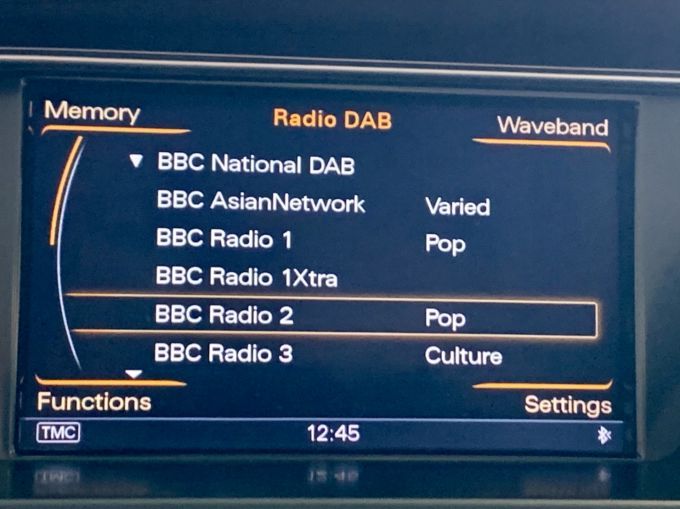 Memory Radio DAB Waveband
BBC National DAB
BBC AsianNetwork Varied
BBC Radio 1 Pop
BBC Radio 1Xtra
BBC Radio 2 Pop
BBC Radio 3 Culture
Functions Settings
TMC 12:45